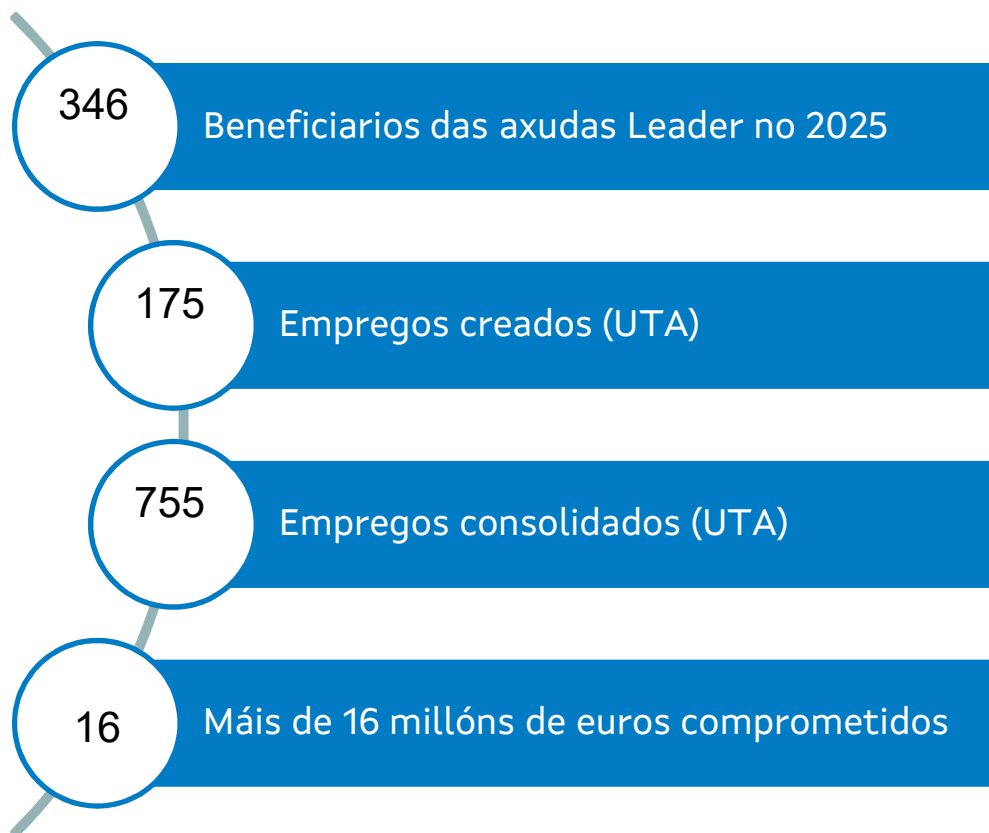 346
Beneficiarios das axudas Leader no 2025
175
Empregos creados (UTA)
755
Empregos consolidados (UTA)
16
Máis de 16 millóns de euros comprometidos